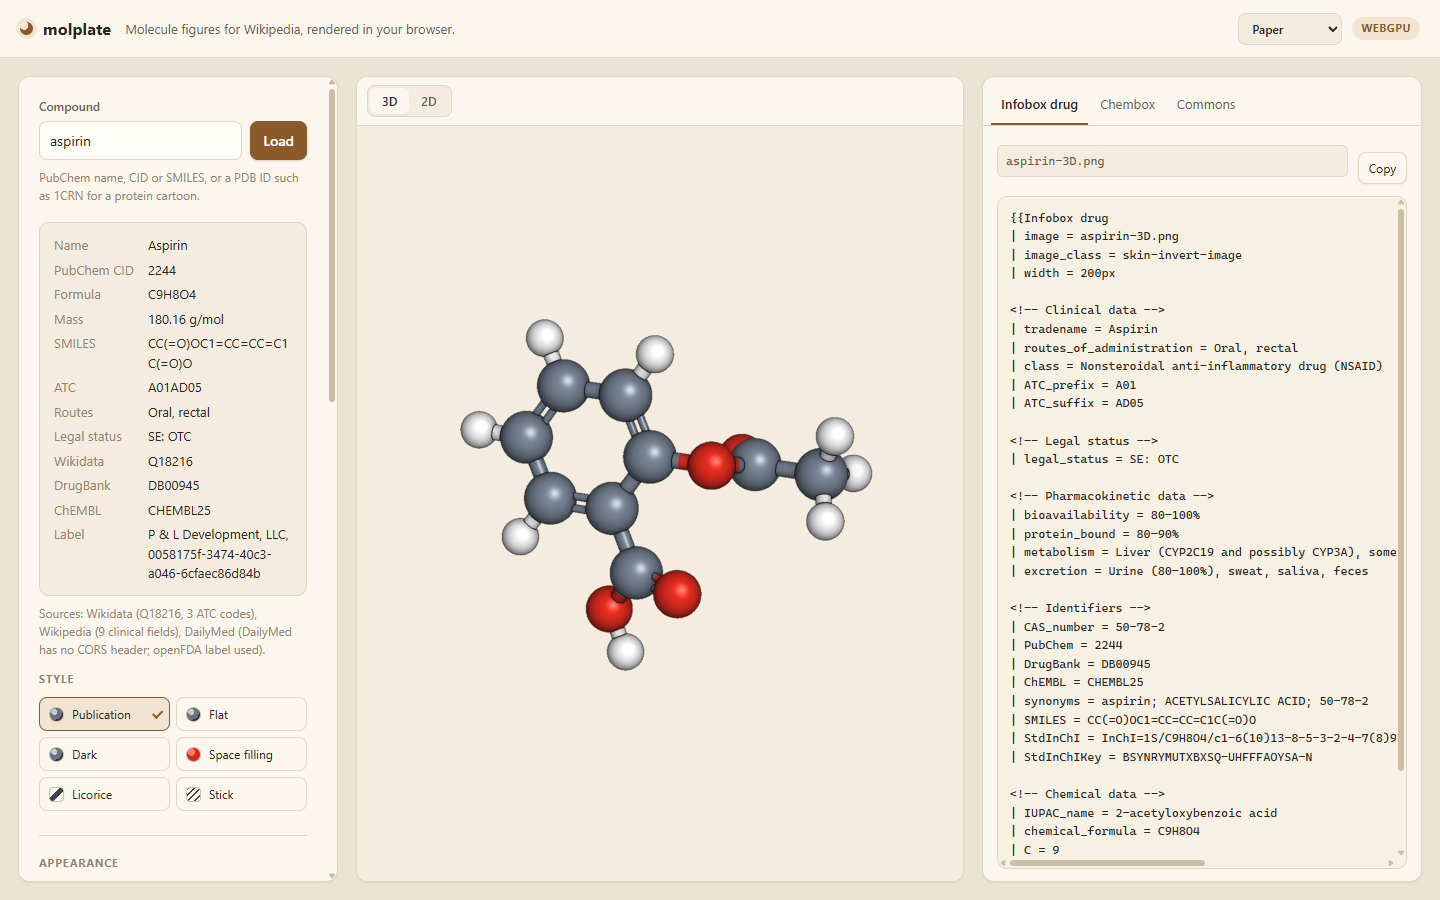 molplate
Molecule figures for Wikipedia, rendered in your browser.
Paper
WEBGPU
Compound
aspirin
Load
PubChem name, CID or SMILES, or a PDB ID such
as 1CRN for a protein cartoon.
Name Aspirin
PubChem CID 2244
Formula C9H8O4
Mass 180.16 g/mol
SMILES CC(=O)OC1=CC=CC=C1
C(=O)O
ATC A01AD05
Routes Oral, rectal
Legal status SE: OTC
Wikidata Q18216
DrugBank DB00945
ChEMBL CHEMBL25
Label P & L Development, LLC,
0058175f-3474-40c3-
a046-6cfaec86d84b
Sources: Wikidata (Q18216, 3 ATC codes),
Wikipedia (9 clinical fields), DailyMed (DailyMed
has no CORS header; openFDA label used).
STYLE
Publication
Flat
Dark
Space filling
Licorice
Stick
APPEARANCE
3D 2D
Infobox drug Chembox Commons
aspirin-3D.png
Copy
{{Infobox drug
| image = aspirin-3D.png
| image_class = skin-invert-image
| width = 200px
<!-- Clinical data -->
| tradename = Aspirin
| routes_of_administration = Oral, rectal
| class = Nonsteroidal anti-inflammatory drug (NSAID)
| ATC_prefix = A01
| ATC_suffix = AD05
<!-- Legal status -->
| legal_status = SE: OTC
<!-- Pharmacokinetic data -->
| bioavailability = 80–100%
| protein_bound = 80–90%
| metabolism = Liver (CYP2C19 and possibly CYP3A), some
| excretion = Urine (80–100%), sweat, saliva, feces
<!-- Identifiers -->
| CAS_number = 50-78-2
| PubChem = 2244
| DrugBank = DB00945
| ChEMBL = CHEMBL25
| synonyms = aspirin; ACETYLSALICYLIC ACID; 50-78-2
| SMILES = CC(=O)OC1=CC=CC=C1C(=O)O
| StdInChI = InChI=1S/C9H8O4/c1-6(10)13-8-5-3-2-4-7(8)9
| StdInChIKey = BSYNRYMUTXBXSQ-UHFFFAOYSA-N
<!-- Chemical data -->
| IUPAC_name = 2-acetyloxybenzoic acid
| chemical_formula = C9H8O4
| C = 9